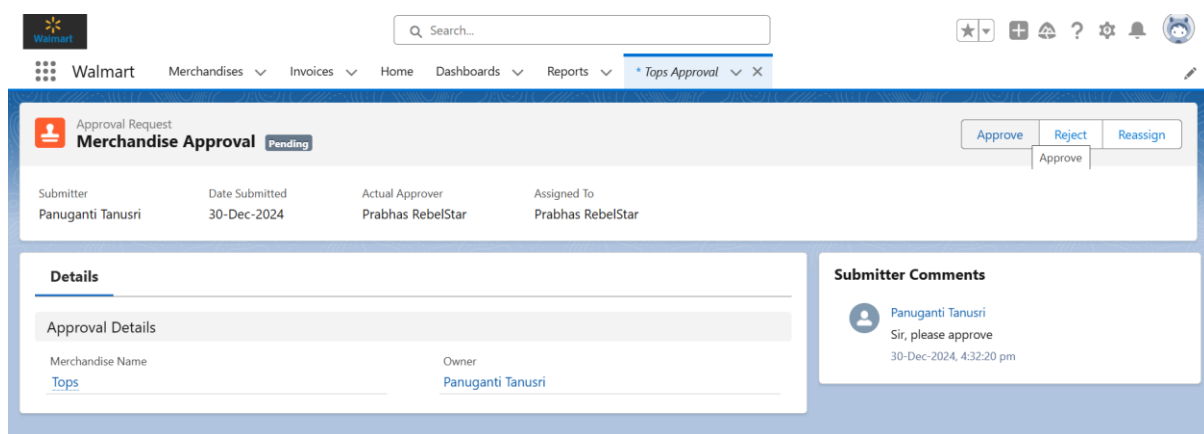 Walmart
Search...
Walmart Merchandises Invoices Home Dashboards Reports * Tops Approval
Approval Request
Merchandise Approval Pending
Approve Reject Reassign
Approve
Submitter Date Submitted Actual Approver Assigned To
Panuganti Tanusri 30-Dec-2024 Prabhas RebelStar Prabhas RebelStar
Details
Approval Details
Merchandise Name Owner
Tops Panuganti Tanusri
Submitter Comments
Panuganti Tanusri
Sir, please approve
30-Dec-2024, 4:32:20 pm